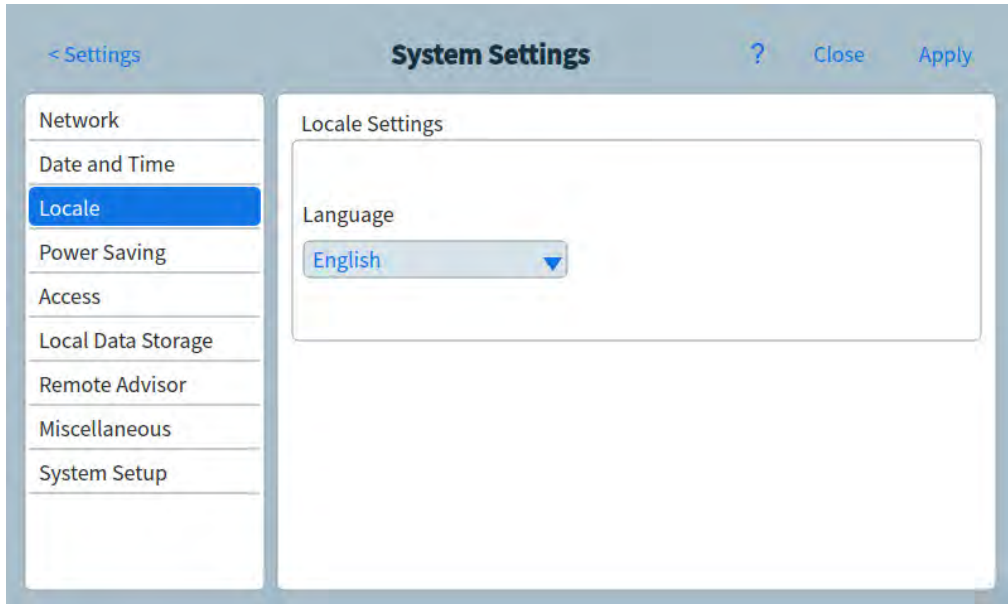 < Settings System Settings ? Close Apply
Network
Date and Time
Locale
Power Saving
Access
Local Data Storage
Remote Advisor
Miscellaneous
System Setup
Locale Settings
Language
English